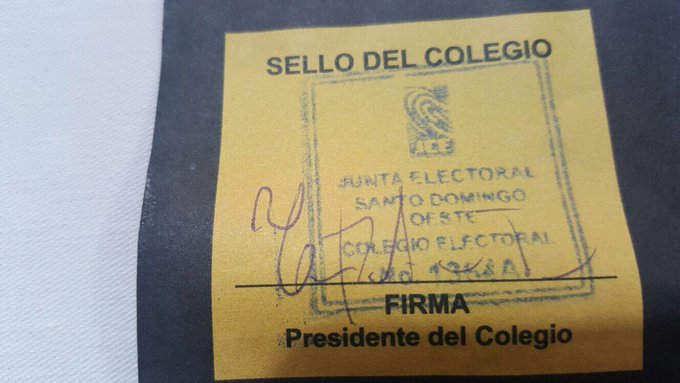 SELLO DEL COLEGIO
JCE
JUNTA ELECTORAL
SANTO DOMINGO
OESTE
COLEGIO ELECTORAL
FIRMA
Presidente del Colegio